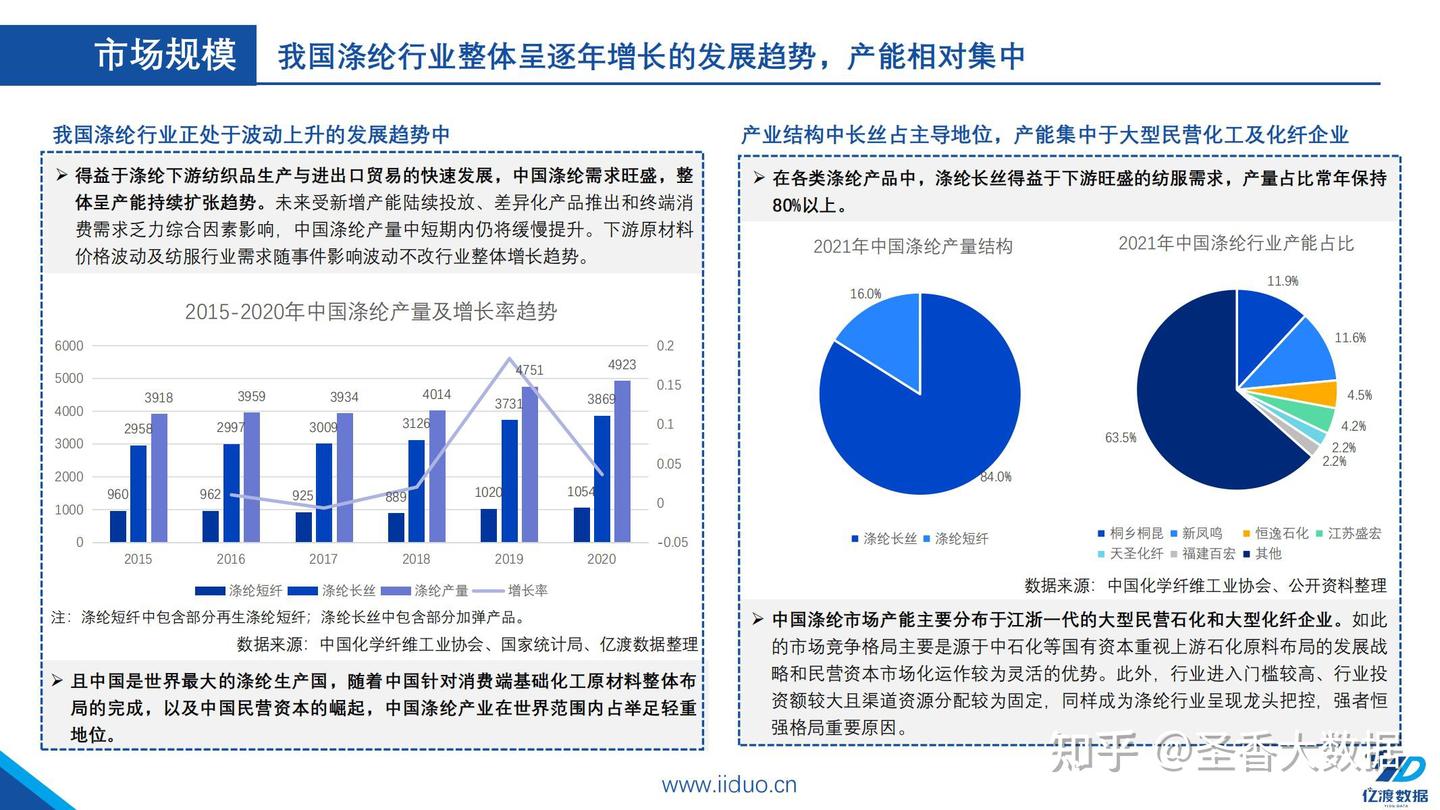 市场规模
我国涤纶行业整体呈逐年增长的发展趋势，产能相对集中
我国涤纶行业正处于波动上升的发展趋势中
➢ 得益于涤纶下游纺织品生产与进出口贸易的快速发展，中国涤纶需求旺盛，整
体呈产能持续扩张趋势。未来受新增产能陆续投放、差异化产品推出和终端消
费需求乏力综合因素影响，中国涤纶产量中短期内仍将缓慢提升。下游原材料
价格波动及纺服行业需求随事件影响波动不改行业整体增长趋势。
2015-2020年中国涤纶产量及增长率趋势
6000
5000
4000
3000
2000
1000
0
0.2
0.15
0.1
0.05
0
-0.05
960
2958
3918
962
2997
3959
925
3009
3934
889
3126
4014
1020
3731
4751
1054
3869
4923
2015
2016
2017
2018
2019
2020
涤纶短纤
涤纶长丝
涤纶产量
增长率
注：涤纶短纤中包含部分再生涤纶短纤；涤纶长丝中包含部分加弹产品。
数据来源：中国化学纤维工业协会、国家统计局、亿渡数据整理
➢ 且中国是世界最大的涤纶生产国，随着中国针对消费端基础化工原材料整体布
局的完成，以及中国民营资本的崛起，中国涤纶产业在世界范围内占举足轻重
地位。
产业结构中长丝占主导地位，产能集中于大型民营化工及化纤企业
➢ 在各类涤纶产品中，涤纶长丝得益于下游旺盛的纺服需求，产量占比常年保持
80%以上。
2021年中国涤纶产量结构
16.0%
84.0%
涤纶长丝
涤纶短纤
2021年中国涤纶行业产能占比
11.9%
11.6%
4.5%
4.2%
2.2%
2.2%
63.5%
桐乡桐昆
新凤鸣
恒逸石化
江苏盛宏
天圣化纤
福建百宏
其他
数据来源：中国化学纤维工业协会、公开资料整理
➢ 中国涤纶市场产能主要分布于江浙一代的大型民营石化和大型化纤企业。如此
的市场竞争格局主要是源于中石化等国有资本重视上游石化原料布局的发展战
略和民营资本市场化运作较为灵活的优势。此外，行业进入门槛较高、行业投
资额较大且渠道资源分配较为固定，同样成为涤纶行业呈现龙头把控，强者恒
强格局重要原因。
知乎 @圣香大数据
www.iiduo.cn
亿渡数据